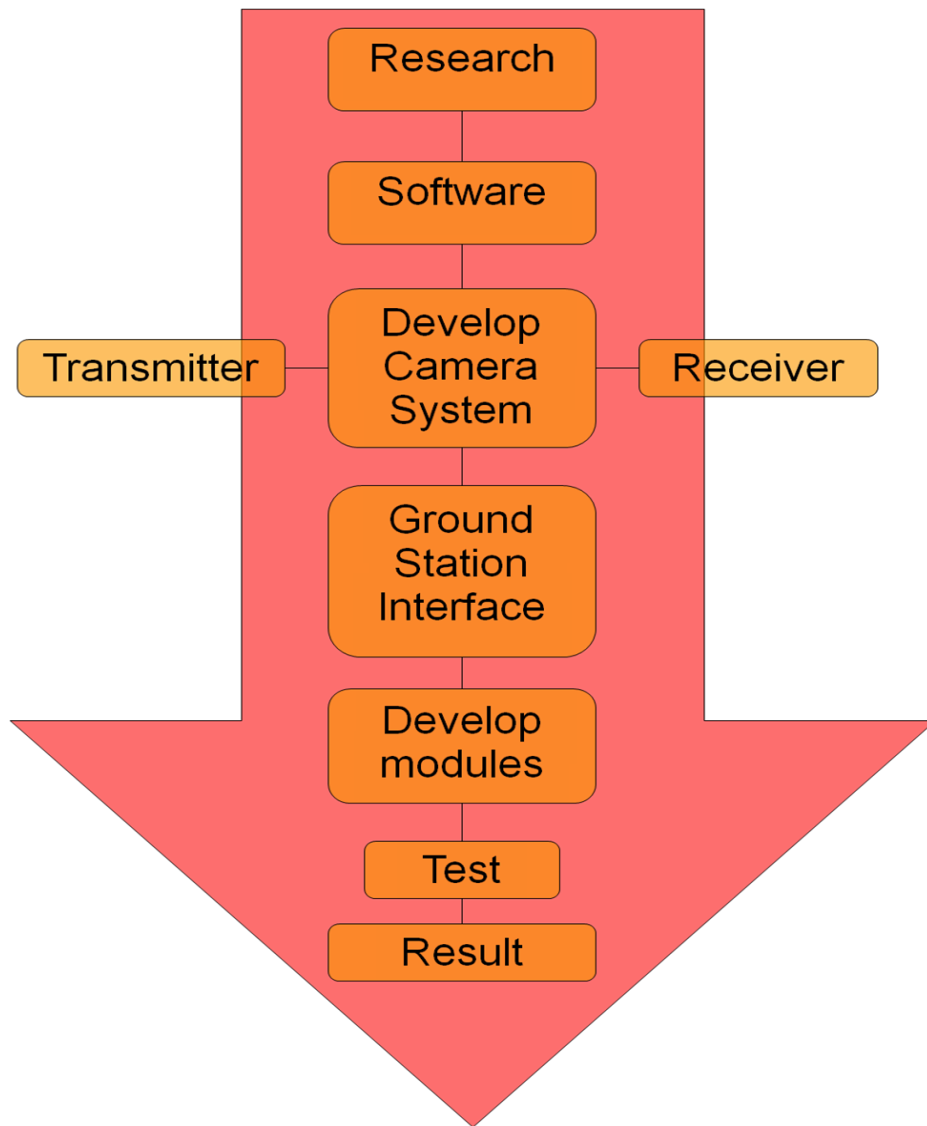 Research
Software
Develop
Camera
System
Transmitter
Receiver
Ground
Station
Interface
Develop
modules
Test
Result